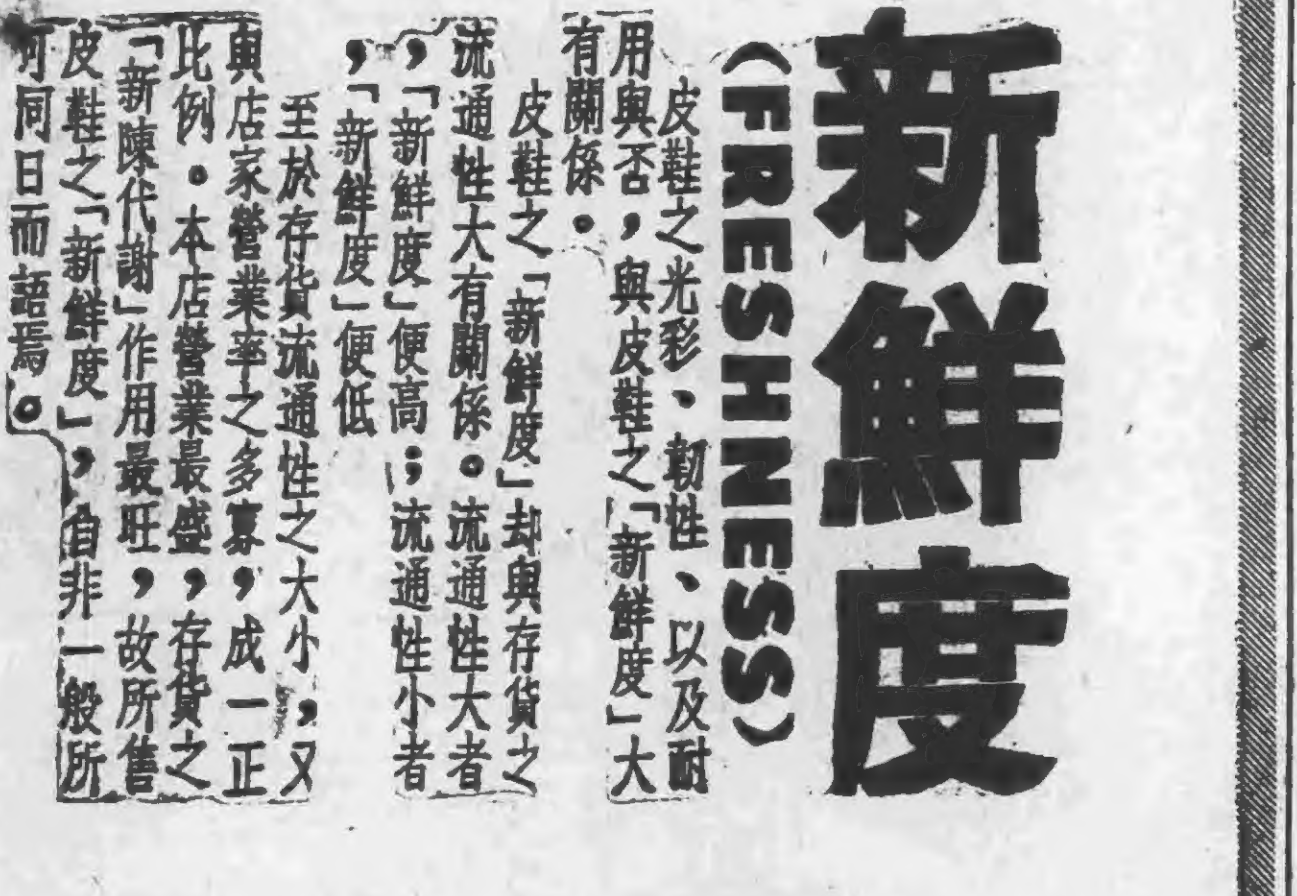 新鮮度
(FRESHNESS)
皮鞋之光彩、韌性、以及耐
用與否，與皮鞋之「新鮮度」大
有關係。
皮鞋之「新鮮度」却與存貨之
流通性大有關係。流通性大者
，「新鮮度」便高；流通性小者
，「新鮮度」便低
至於存貨流通性之大小，又
與店家營業率之多寡，成一正
比例。本店營業最盛，存貨之
「新陳代謝」作用最旺，故所售
皮鞋之「新鮮度」，自非一般所
可同日而語焉。